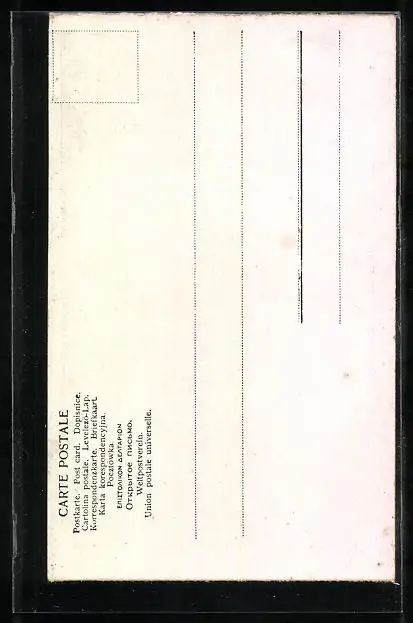 CARTE POSTALE
Postkarte. Post card. Dopisnice.
Cartolina postale. Levelező-Lap.
Korrespondenzkarte. Briefkaart
Karta korespondencyjna.
Pocztówka
ΕΠΙΣΤΟΛΙΚΟΝ ΔΕΛΤΑΡΙΟΝ
Открытое письмо.
Weltpostverein.
Union postale universelle.